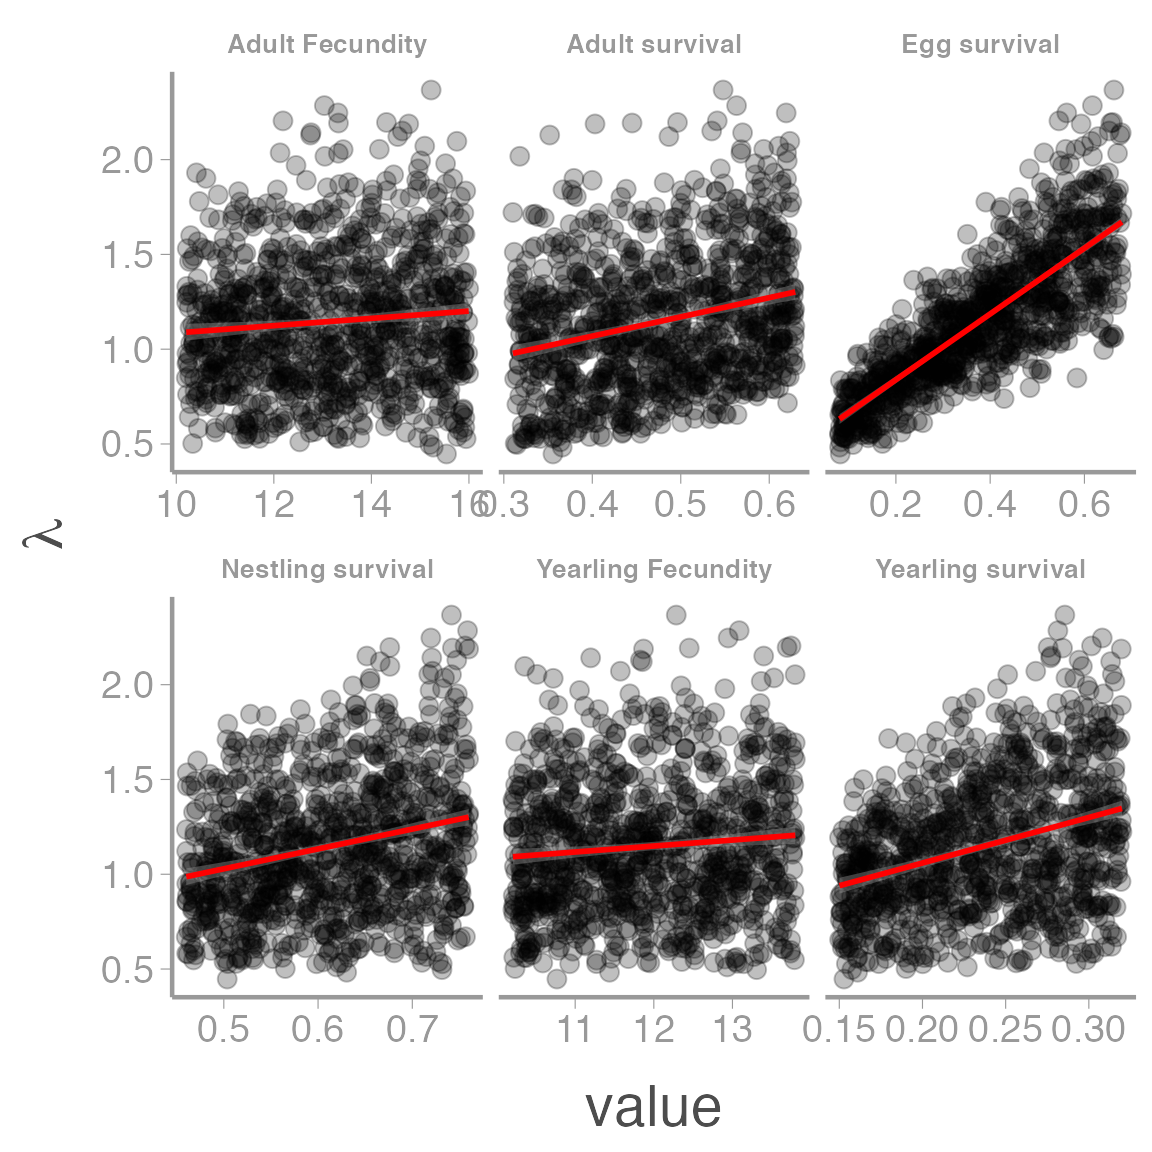 Adult Fecundity Adult survival Egg survival
2.0
1.5
1.0
0.5
10 12 14 16 0.3 0.4 0.5 0.6 0.2 0.4 0.6
λ
Nestling survival Yearling Fecundity Yearling survival
2.0
1.5
1.0
0.5
0.5 0.6 0.7 11 12 13 0.15 0.20 0.25 0.30
value